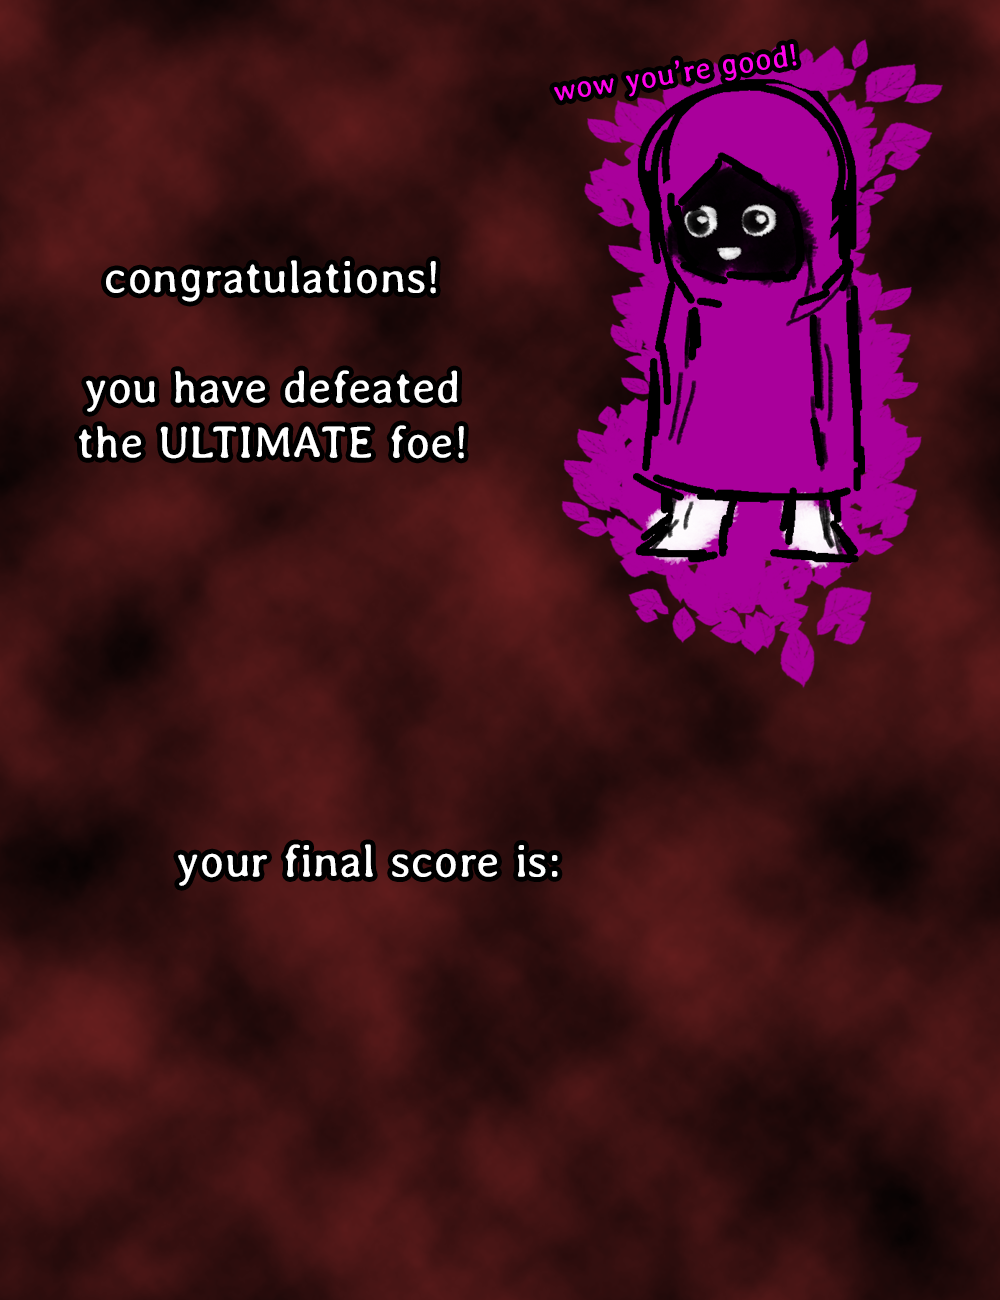 wow you're good!
congratulations!
you have defeated
the ULTIMATE foe!
your final score is: